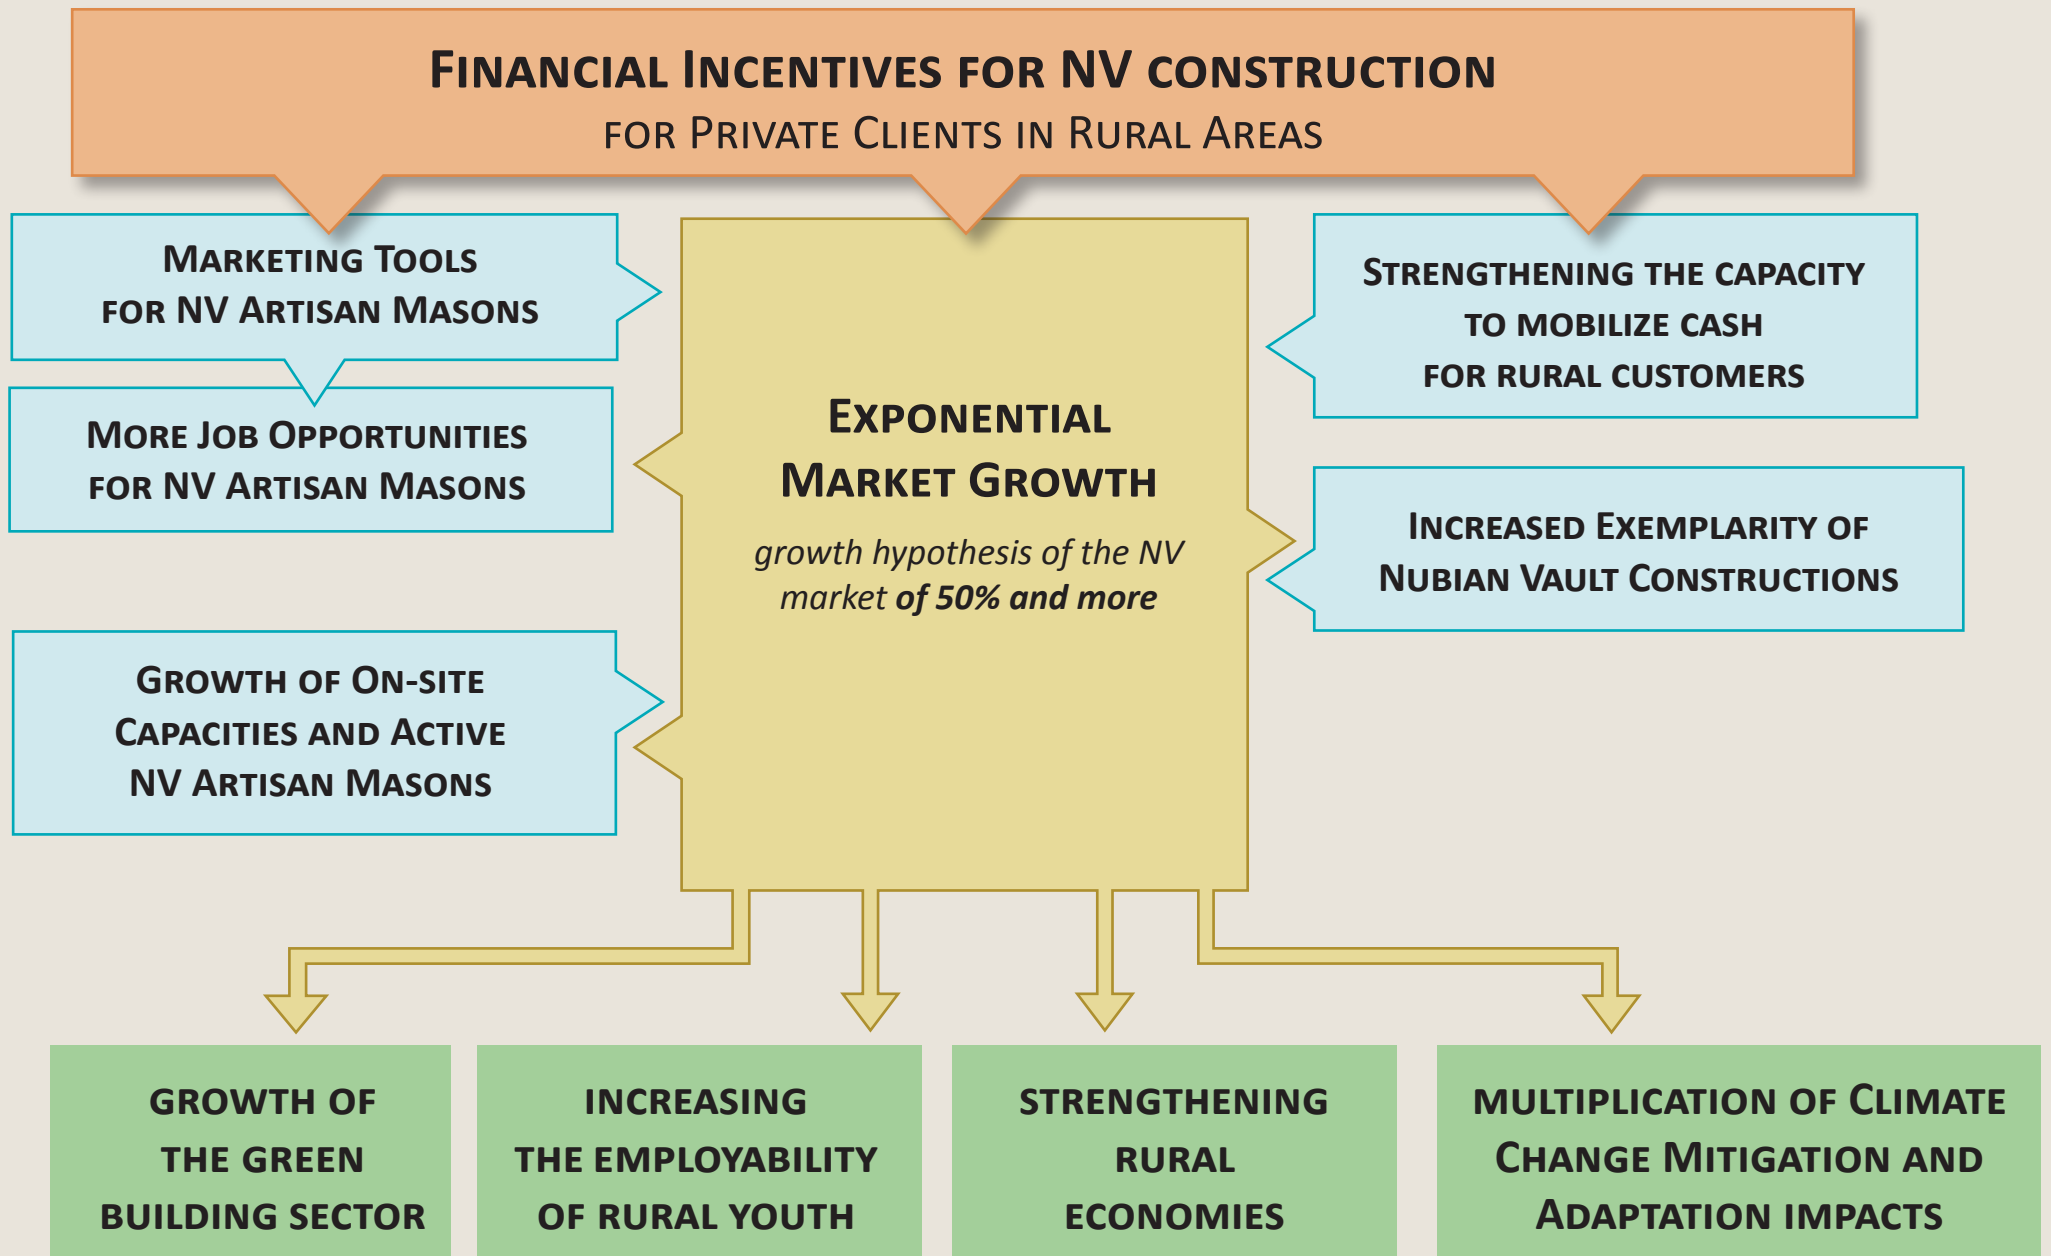 Financial Incentives for NV construction
for Private Clients in Rural Areas
Marketing Tools
for NV Artisan Masons
More Job Opportunities
for NV Artisan Masons
Growth of On-site
Capacities and Active
NV Artisan Masons
Exponential
Market Growth
growth hypothesis of the NV
market of 50% and more
Strengthening the capacity
to mobilize cash
for rural customers
Increased Exemplarity of
Nubian Vault Constructions
growth of
the green
building sector
increasing
the employability
of rural youth
strengthening
rural
economies
multiplication of Climate
Change Mitigation and
Adaptation impacts